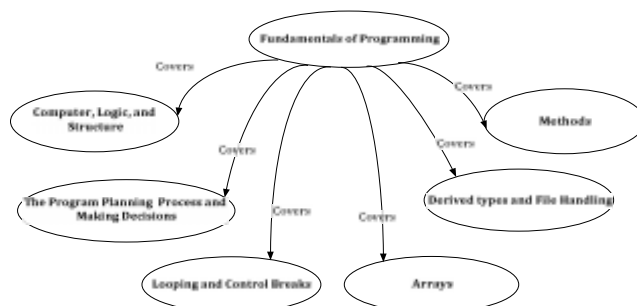 Fundamentals of Programming
Covers
Covers
Computer, Logic, and
Structure
Methods
Covers
Covers
The Program Planning Process and
Making Decisions
Derived types and File Handling
Covers
Covers
Looping and Control Breaks
Arrays